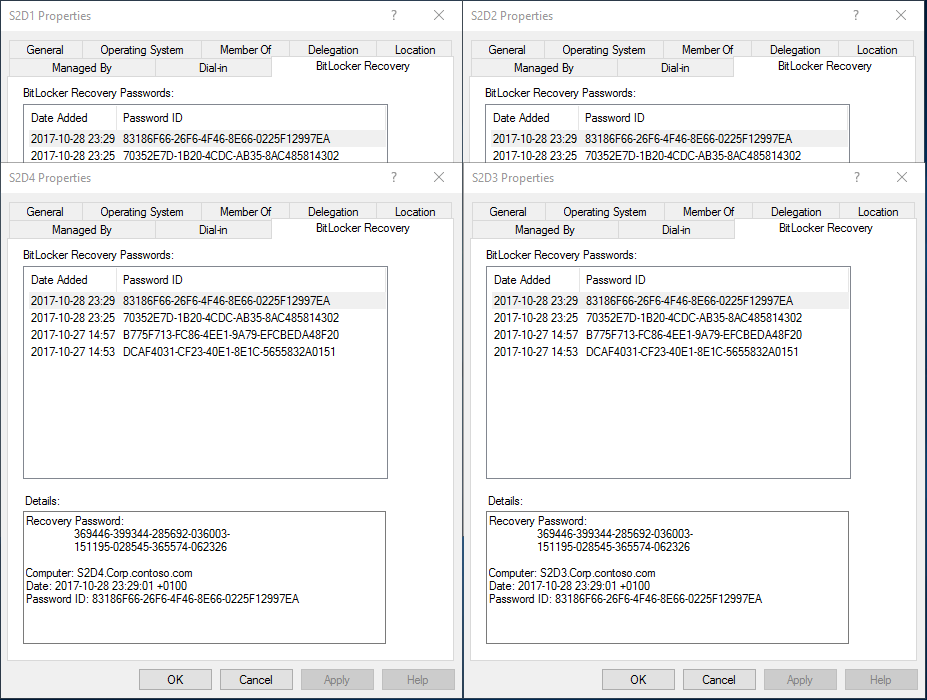 S2D1 Properties
General Operating System Member Of Delegation Location
Managed By Dial-in BitLocker Recovery
BitLocker Recovery Passwords:
Date Added Password ID
2017-10-28 23:29 83186F66-26F6-4F46-8E66-0225F12997EA
2017-10-28 23:25 70352E7D-1B20-4CDC-AB35-8AC485814302
S2D2 Properties
General Operating System Member Of Delegation Location
Managed By Dial-in BitLocker Recovery
BitLocker Recovery Passwords:
Date Added Password ID
2017-10-28 23:29 83186F66-26F6-4F46-8E66-0225F12997EA
2017-10-28 23:25 70352E7D-1B20-4CDC-AB35-8AC485814302
S2D4 Properties
General Operating System Member Of Delegation Location
Managed By Dial-in BitLocker Recovery
BitLocker Recovery Passwords:
Date Added Password ID
2017-10-28 23:29 83186F66-26F6-4F46-8E66-0225F12997EA
2017-10-28 23:25 70352E7D-1B20-4CDC-AB35-8AC485814302
2017-10-27 14:57 B775F713-FC86-4EE1-9A79-EFCBEDA48F20
2017-10-27 14:53 DCAF4031-CF23-40E1-8E1C-5655832A0151
Details:
Recovery Password:
369446-399344-285692-036003-
151195-028545-365574-062326
Computer: S2D4.Corp.contoso.com
Date: 2017-10-28 23:29:01 +0100
Password ID: 83186F66-26F6-4F46-8E66-0225F12997EA
OK Cancel Apply Help
S2D3 Properties
General Operating System Member Of Delegation Location
Managed By Dial-in BitLocker Recovery
BitLocker Recovery Passwords:
Date Added Password ID
2017-10-28 23:29 83186F66-26F6-4F46-8E66-0225F12997EA
2017-10-28 23:25 70352E7D-1B20-4CDC-AB35-8AC485814302
2017-10-27 14:57 B775F713-FC86-4EE1-9A79-EFCBEDA48F20
2017-10-27 14:53 DCAF4031-CF23-40E1-8E1C-5655832A0151
Details:
Recovery Password:
369446-399344-285692-036003-
151195-028545-365574-062326
Computer: S2D3.Corp.contoso.com
Date: 2017-10-28 23:29:01 +0100
Password ID: 83186F66-26F6-4F46-8E66-0225F12997EA
OK Cancel Apply Help